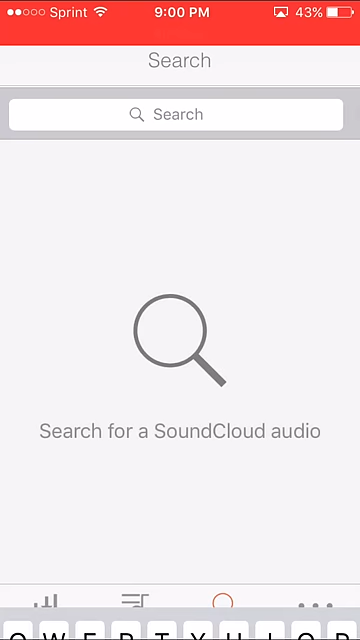 Sprint 9:00 PM 43%
Search
Search
Search for a SoundCloud audio
Q W E R T Y U I O P